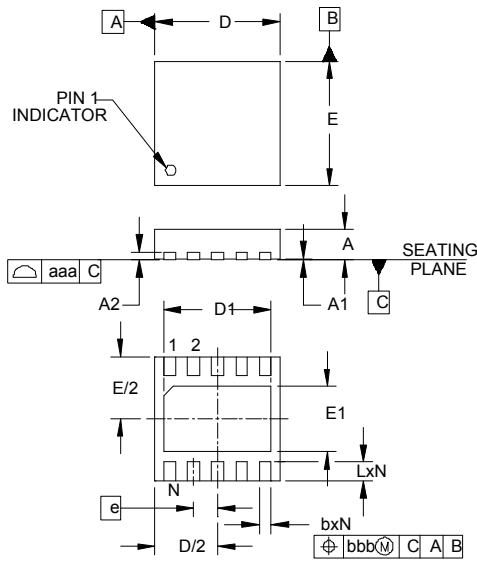 A
D
B
PIN 1
INDICATOR
E
A
SEATING
PLANE
aaa C
A2
D1
A1
C
1 2
E/2
E1
LxN
N
e
bxN
D/2
bbb M C A B